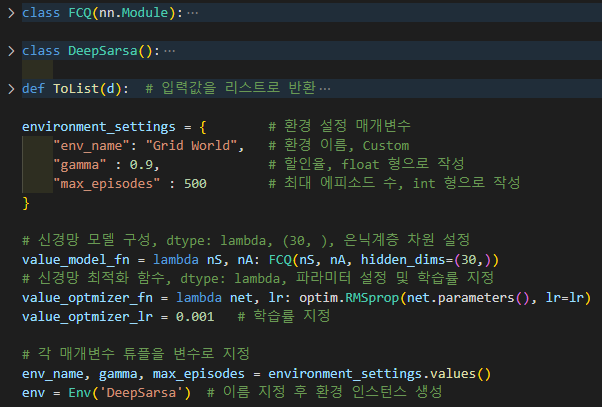 class FCQ(nn.Module): ...
class DeepSarsa(): ...
def ToList(d):  # 입력값을 리스트로 반환 ...
environment_settings = {        # 환경 설정 매개변수
    "env_name": "Grid World",   # 환경 이름, Custom
    "gamma" : 0.9,              # 할인율, float 형으로 작성
    "max_episodes" : 500        # 최대 에피소드 수, int 형으로 작성
}
# 신경망 모델 구성, dtype: lambda, (30, ), 은닉계층 차원 설정
value_model_fn = lambda nS, nA: FCQ(nS, nA, hidden_dims=(30,))
# 신경망 최적화 함수, dtype: lambda, 파라미터 설정 및 학습률 지정
value_optmizer_fn = lambda net, lr: optim.RMSprop(net.parameters(), lr=lr)
value_optmizer_lr = 0.001   # 학습률 지정
# 각 매개변수 튜플을 변수로 지정
env_name, gamma, max_episodes = environment_settings.values()
env = Env('DeepSarsa')  # 이름 지정 후 환경 인스턴스 생성